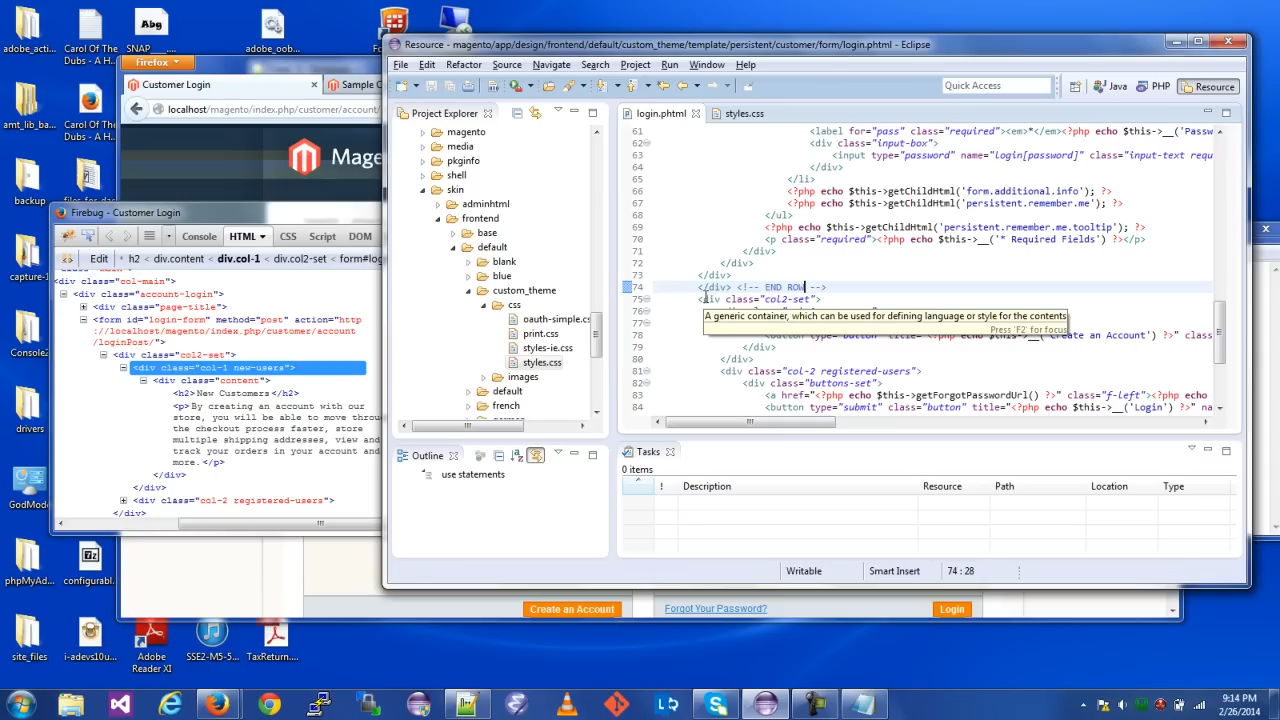 adobe_acti...
Carol Of The Dubs - A H...
amt_lib_ba...
Carol Of The Dubs - A H...
backup
capture-1
Console2
drivers
GodMode
phpMyAd...
site_files
Abg
SNAP___...
adobe_oob...
configurabl...
i-adevs10u...
Adobe Reader XI
SSE2-M5-5...
TaxReturn....
Firefox
Customer Login
Sample C
localhost/magento/index.php/customer/account/
Mage
Create an Account
Forgot Your Password?
Login
Firebug - Customer Login
Console HTML CSS Script DOM
Edit h2 < div.content < div.col-1 < div.col2-set < form#log
<div class="col-main">
<div class="account-login">
<div class="page-title">
<form id="login-form" method="post" action="http
://localhost/magento/index.php/customer/account
/loginPost/">
<div class="col2-set">
<div class="col-1 new-users">
<div class="content">
<h2>New Customers</h2>
<p>By creating an account with our
store, you will be able to move throu
the checkout process faster, store
multiple shipping addresses, view and
track your orders in your account and
more.</p>
</div>
</div>
<div class="col-2 registered-users">
</div>
Resource - magento/app/design/frontend/default/custom_theme/template/persistent/customer/form/login.phtml - Eclipse
File Edit Refactor Source Navigate Search Project Run Window Help
Quick Access
Java PHP Resource
Project Explorer
magento
media
pkginfo
shell
skin
adminhtml
frontend
base
default
blank
blue
custom_theme
css
oauth-simple.cs
print.css
styles-ie.css
styles.css
images
default
french
login.phtml styles.css
61 <label for="pass" class="required"><em>*</em><?php echo $this->__('Passw
62 <div class="input-box">
63 <input type="password" name="login[password]" class="input-text requ
64 </div>
65 </li>
66 <?php echo $this->getChildHtml('form.additional.info'); ?>
67 <?php echo $this->getChildHtml('persistent.remember.me'); ?>
68 </ul>
69 <?php echo $this->getChildHtml('persistent.remember.me.tooltip'); ?>
70 <p class="required"><?php echo $this->__('* Required Fields') ?></p>
71 </div>
72 </div>
73 </div>
74 </div> <!-- END ROW -->
75 <div class="col2-set">
A generic container, which can be used for defining language or style for the contents
Press 'F2' for focus
76
77
78
79 </div>
80 </div>
81 <div class="col-2 registered-users">
82 <div class="buttons-set">
83 <a href="<?php echo $this->getForgotPasswordUrl() ?>" class="f-left"><?php echo
84 <button type="submit" class="button" title="<?php echo $this->__('Login') ?>" na
Outline
use statements
Tasks
0 items
! Description Resource Path Location Type
Writable Smart Insert 74 : 28
9:14 PM
2/26/2014